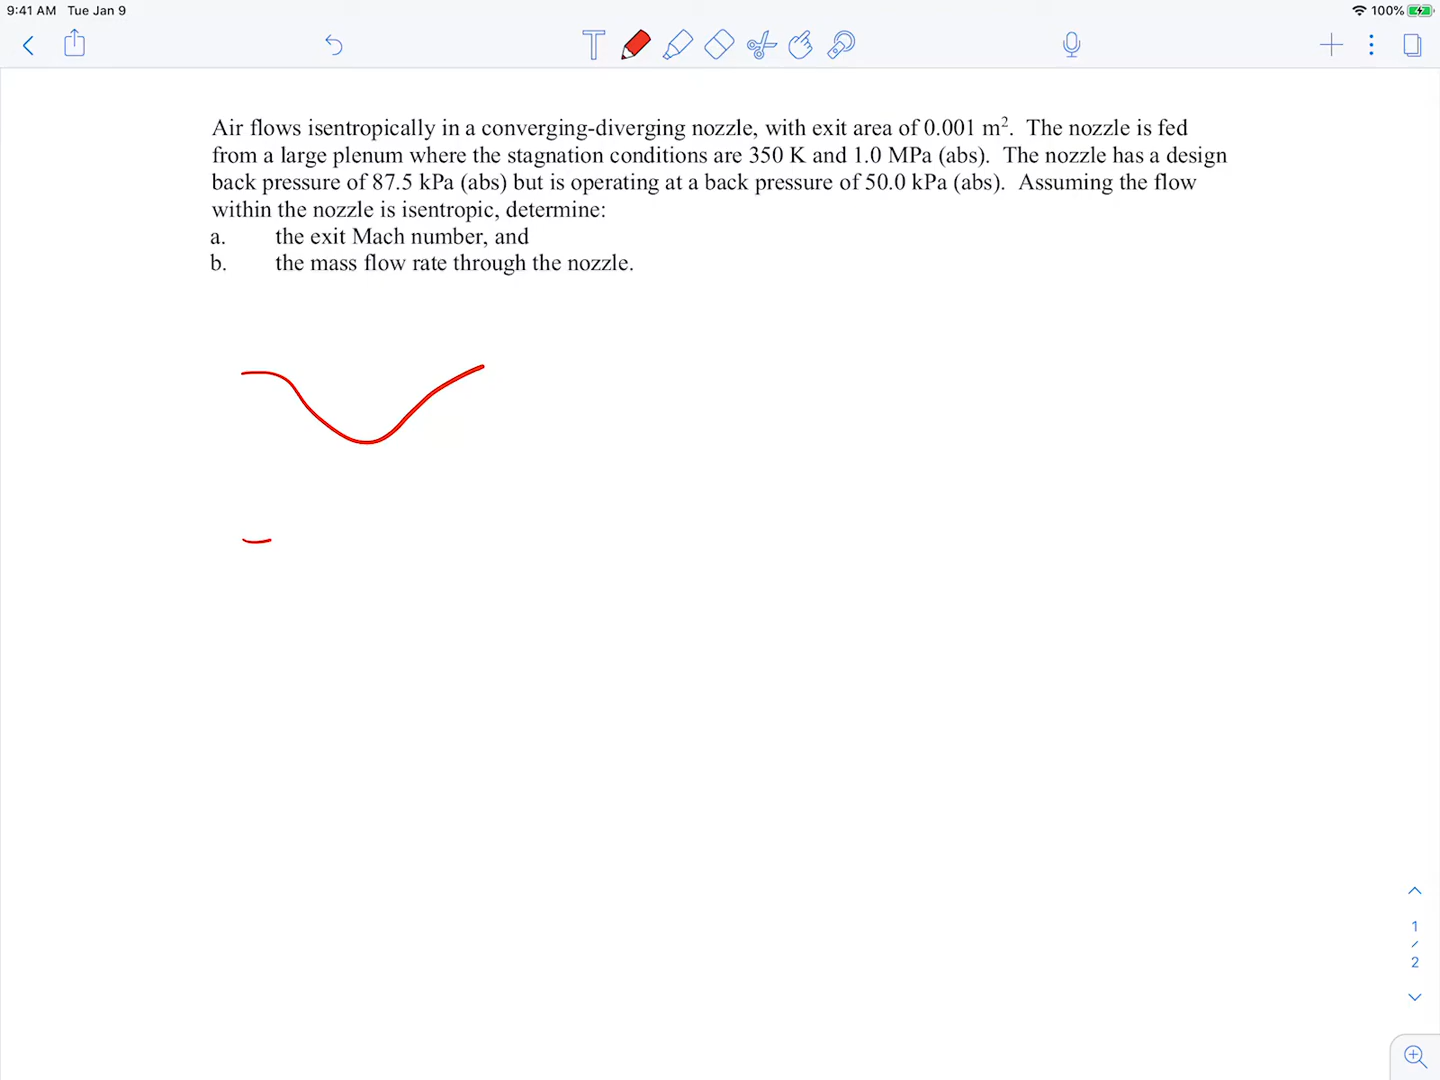 9:41 AM Tue Jan 9
100%
T
Air flows isentropically in a converging-diverging nozzle, with exit area of 0.001 m². The nozzle is fed
from a large plenum where the stagnation conditions are 350 K and 1.0 MPa (abs). The nozzle has a design
back pressure of 87.5 kPa (abs) but is operating at a back pressure of 50.0 kPa (abs). Assuming the flow
within the nozzle is isentropic, determine:
a. the exit Mach number, and
b. the mass flow rate through the nozzle.
1
/
2